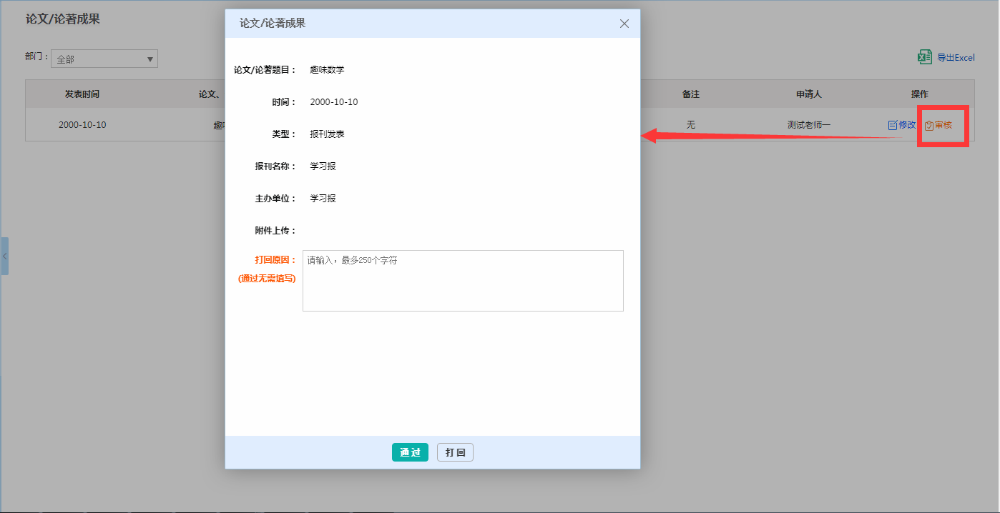 论文/论著成果
部门：
全部
导出Excel
发表时间
论文、
备注
申请人
操作
2000-10-10
趣
无
测试老师一
修改
审核
论文/论著成果
论文/论著题目：
趣味数学
时间：
2000-10-10
类型：
报刊发表
报刊名称：
学习报
主办单位：
学习报
附件上传：
打回原因：
(通过无需填写)
请输入，最多250个字符
通过
打回